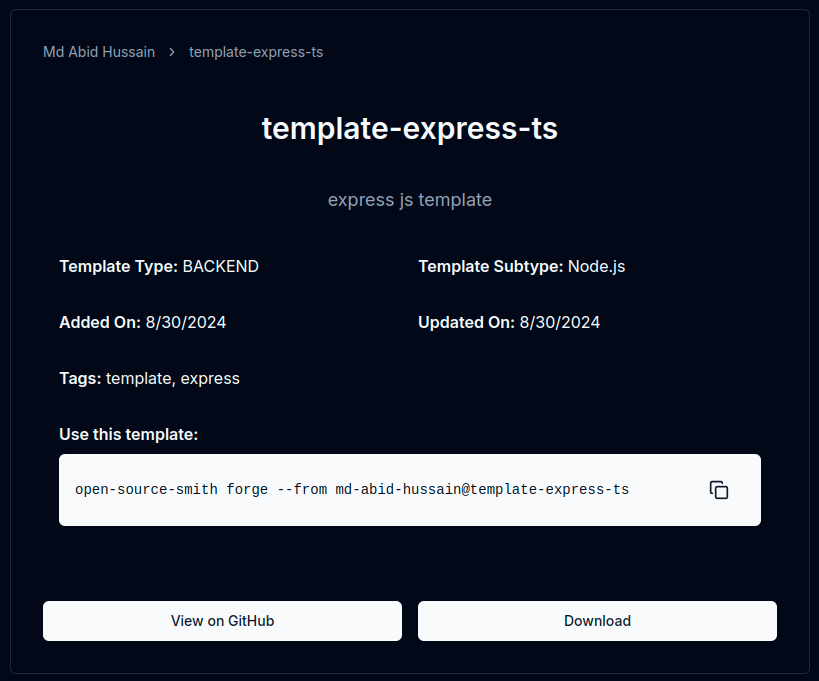 Md Abid Hussain > template-express-ts
template-express-ts
express js template
Template Type: BACKEND
Template Subtype: Node.js
Added On: 8/30/2024
Updated On: 8/30/2024
Tags: template, express
Use this template:
open-source-smith forge --from md-abid-hussain@template-express-ts
View on GitHub
Download